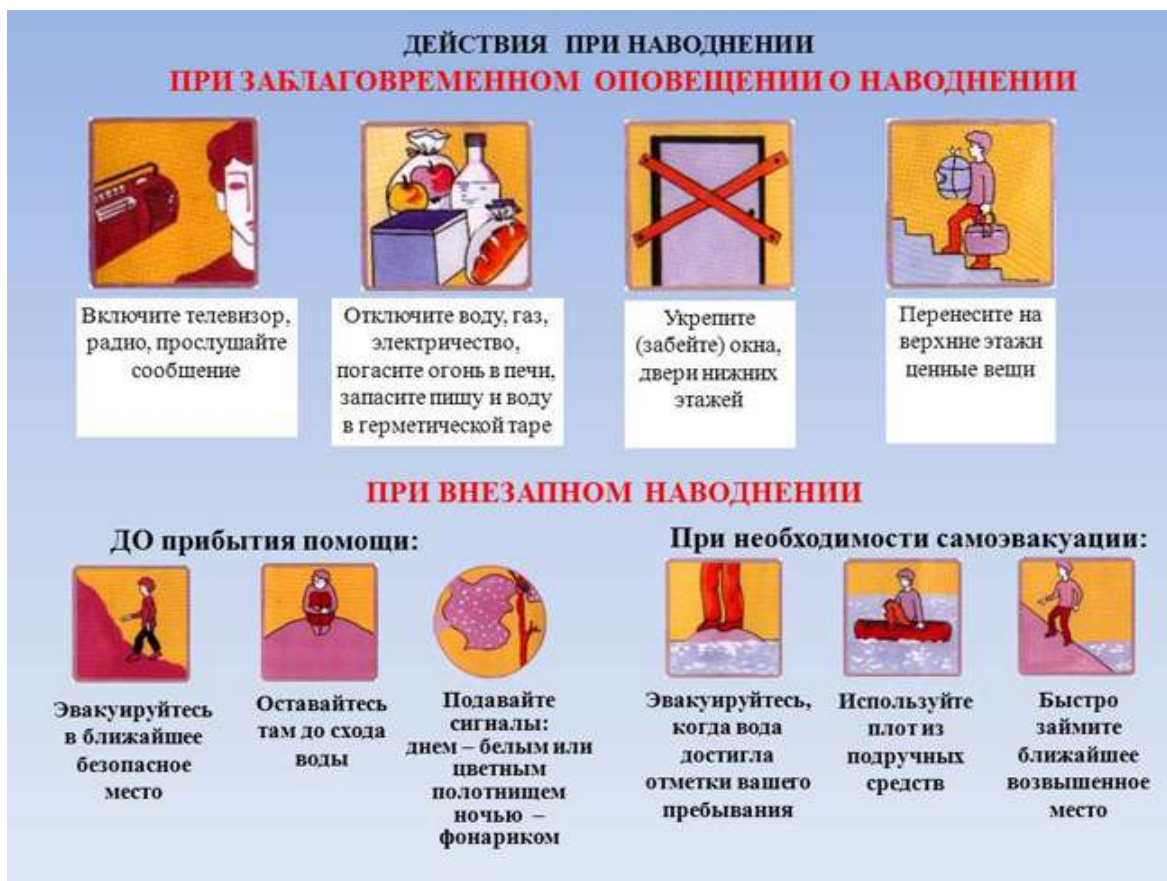 ДЕЙСТВИЯ ПРИ НАВОДНЕНИИ
ПРИ ЗАБЛАГОВРЕМЕННОМ ОПОВЕЩЕНИИ О НАВОДНЕНИИ
Включите телевизор,
радио, прослушайте
сообщение
Отключите воду, газ,
электричество,
погасите огонь в печи,
запасите пищу и воду
в герметической таре
Укрепите
(забейте) окна,
двери нижних
этажей
Перенесите на
верхние этажи
ценные вещи
ПРИ ВНЕЗАПНОМ НАВОДНЕНИИ
ДО прибытия помощи:
Эвакуируйтесь
в ближайшее
безопасное
место
Оставайтесь
там до схода
воды
Подавайте
сигналы:
днем – белым или
цветным
полотнищем
ночью –
фонариком
При необходимости самоэвакуации:
Эвакуируйтесь,
когда вода
достигла
отметки вашего
пребывания
Используйте
плот из
подручных
средств
Быстро
займите
ближайшее
возвышенное
место